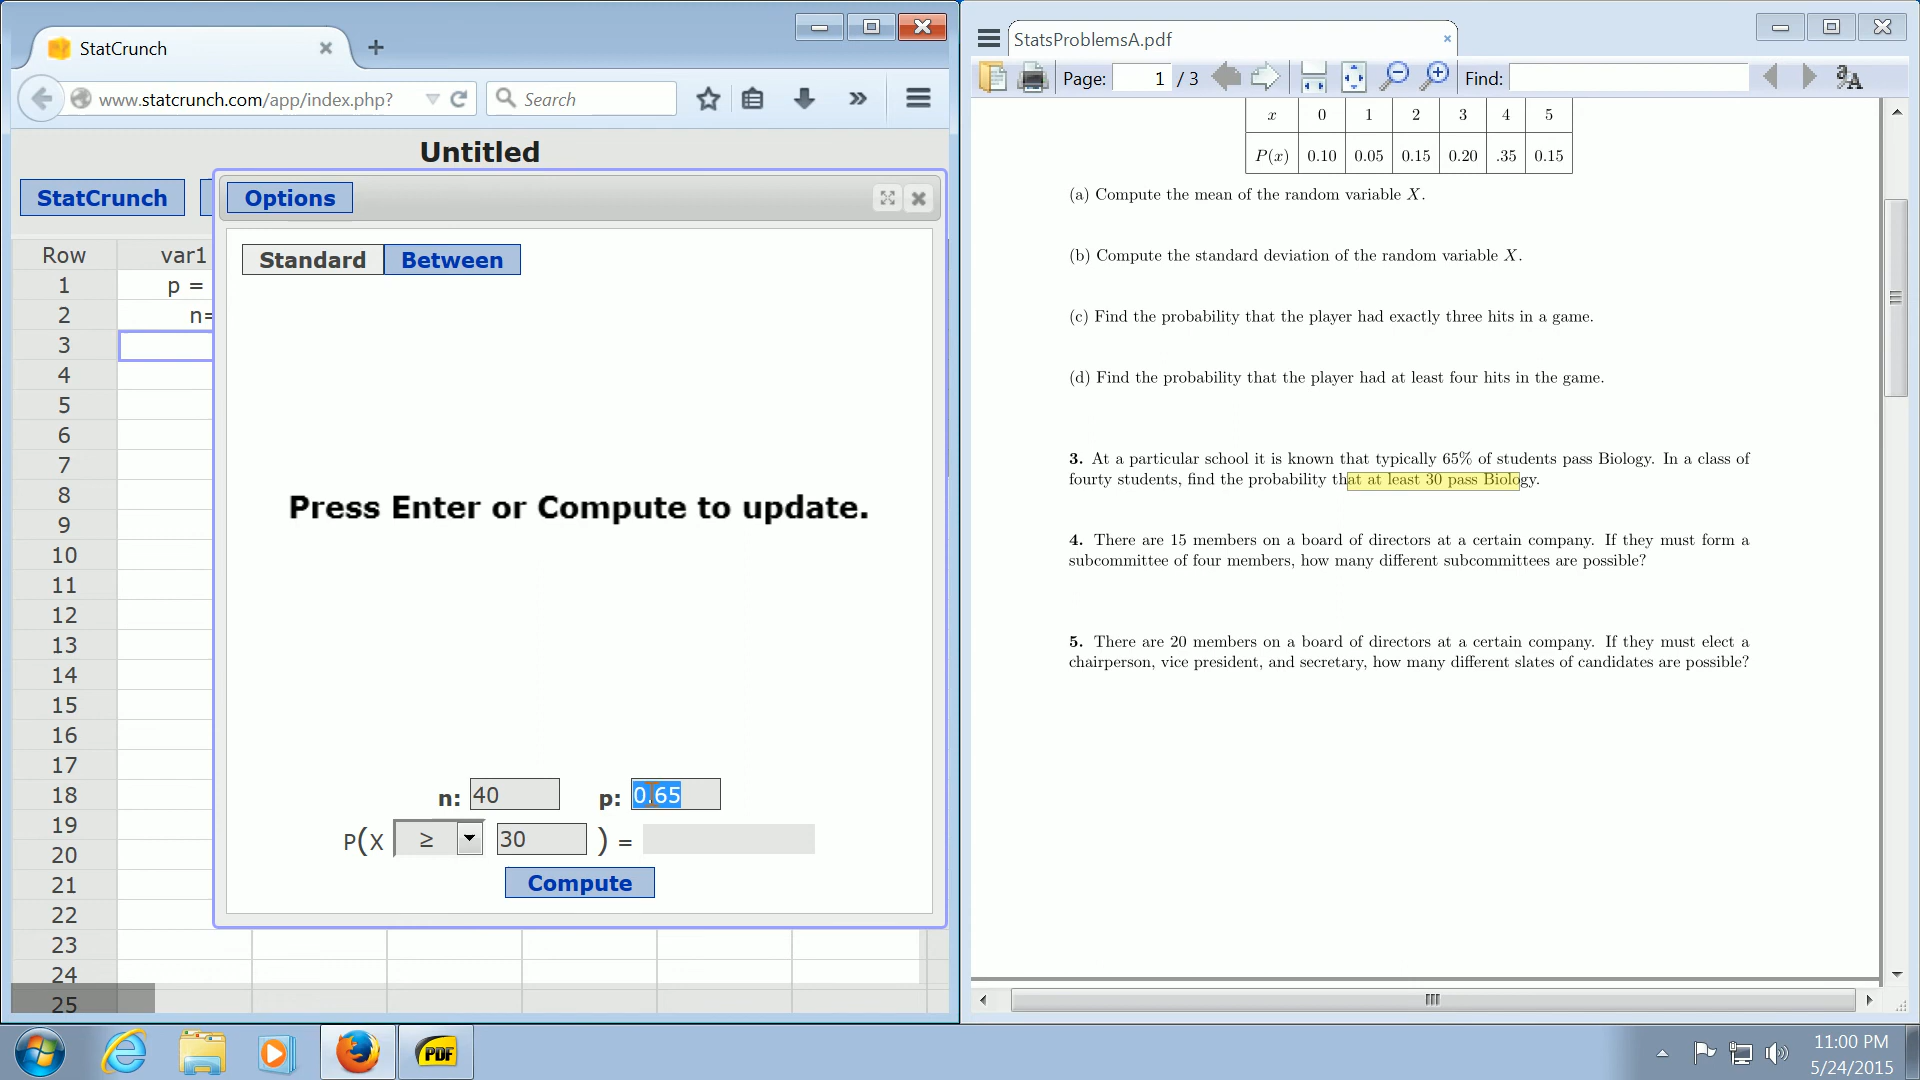 StatCrunch
www.statcrunch.com/app/index.php?
Search
Untitled
StatCrunch
Options
Standard
Between
Row
var1
1
p =
2
n=
3
4
5
6
7
8
9
10
11
12
13
14
15
16
17
18
19
20
21
22
23
24
25
Press Enter or Compute to update.
n: 40 p: 0.65
P(X ≥ 30 ) =
Compute
StatsProblemsA.pdf
Page: 1 / 3
Find:
x 0 1 2 3 4 5
P(x) 0.10 0.05 0.15 0.20 .35 0.15
(a) Compute the mean of the random variable X.
(b) Compute the standard deviation of the random variable X.
(c) Find the probability that the player had exactly three hits in a game.
(d) Find the probability that the player had at least four hits in the game.
3. At a particular school it is known that typically 65% of students pass Biology. In a class of
fourty students, find the probability that at least 30 pass Biology.
4. There are 15 members on a board of directors at a certain company. If they must form a
subcommittee of four members, how many different subcommittees are possible?
5. There are 20 members on a board of directors at a certain company. If they must elect a
chairperson, vice president, and secretary, how many different slates of candidates are possible?
PDF
11:00 PM
5/24/2015